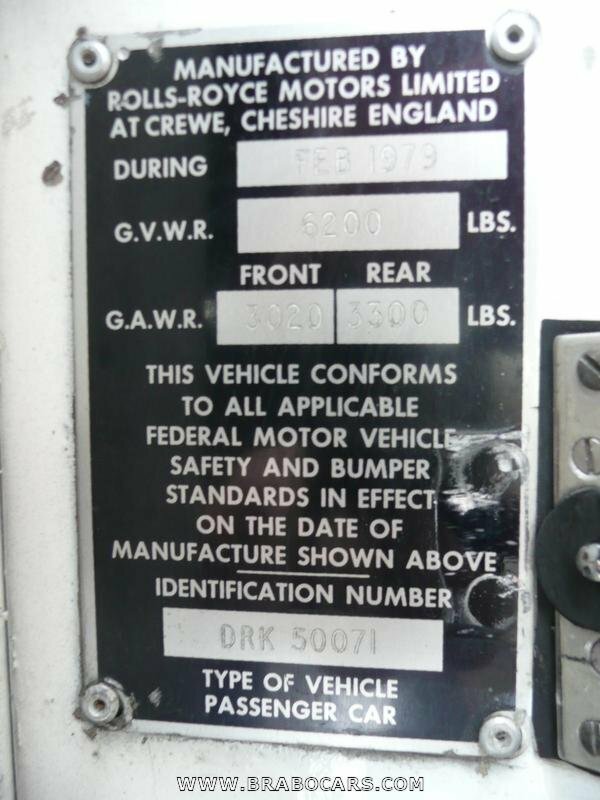 MANUFACTURED BY
ROLLS-ROYCE MOTORS LIMITED
AT CREWE, CHESHIRE ENGLAND
DURING FEB 1979
G.V.W.R. 6200 LBS.
FRONT REAR
G.A.W.R. 3020 3300 LBS.
THIS VEHICLE CONFORMS
TO ALL APPLICABLE
FEDERAL MOTOR VEHICLE
SAFETY AND BUMPER
STANDARDS IN EFFECT
ON THE DATE OF
MANUFACTURE SHOWN ABOVE
IDENTIFICATION NUMBER
DRK 50071
TYPE OF VEHICLE
PASSENGER CAR
WWW.BRABOCARS.COM